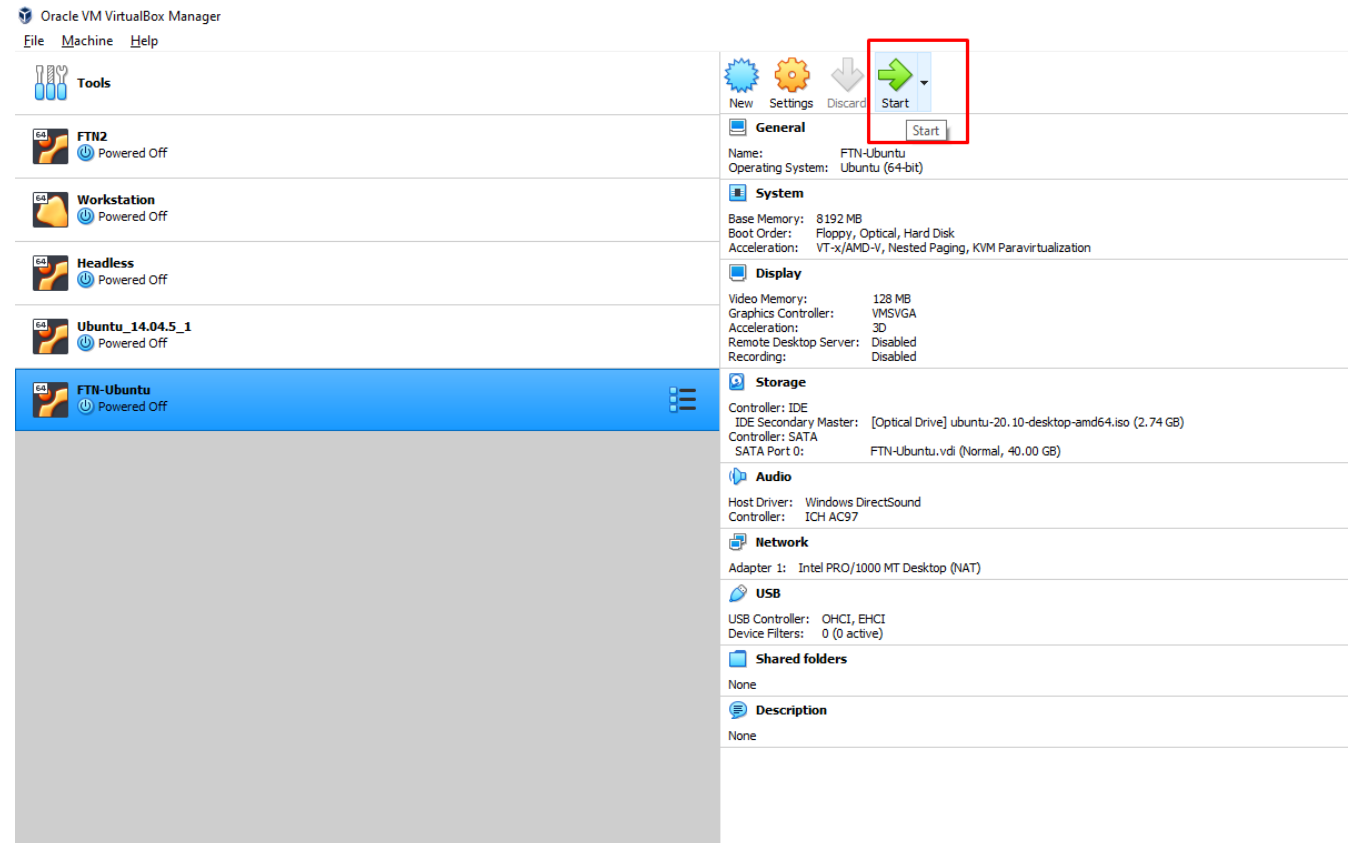 Oracle VM VirtualBox Manager
File Machine Help
Tools
64
FTN2
Powered Off
64
Workstation
Powered Off
64
Headless
Powered Off
64
Ubuntu_14.04.5_1
Powered Off
64
FTN-Ubuntu
Powered Off
New Settings Discard Start
Start
General
Name: FTN-Ubuntu
Operating System: Ubuntu (64-bit)
System
Base Memory: 8192 MB
Boot Order: Floppy, Optical, Hard Disk
Acceleration: VT-x/AMD-V, Nested Paging, KVM Paravirtualization
Display
Video Memory: 128 MB
Graphics Controller: VMSVGA
Acceleration: 3D
Remote Desktop Server: Disabled
Recording: Disabled
Storage
Controller: IDE
IDE Secondary Master: [Optical Drive] ubuntu-20.10-desktop-amd64.iso (2.74 GB)
Controller: SATA
SATA Port 0: FTN-Ubuntu.vdi (Normal, 40.00 GB)
Audio
Host Driver: Windows DirectSound
Controller: ICH AC97
Network
Adapter 1: Intel PRO/1000 MT Desktop (NAT)
USB
USB Controller: OHCI, EHCI
Device Filters: 0 (0 active)
Shared folders
None
Description
None